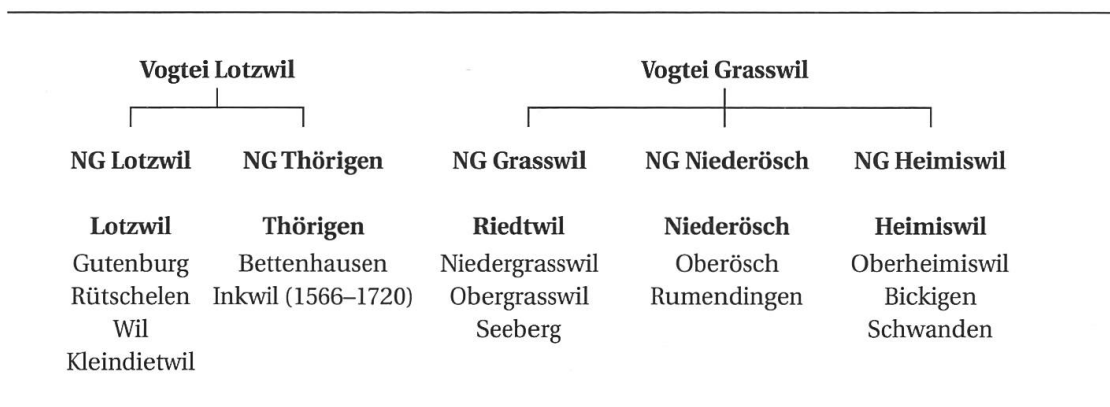 Vogtei Lotzwil Vogtei Grasswil
NG Lotzwil NG Thörigen NG Grasswil NG Niederösch NG Heimiswil
Lotzwil Thörigen Riedtwil Niederösch Heimiswil
Gutenburg Bettenhausen Niedergrasswil Oberösch Oberheimiswil
Rütschelen Inkwil (1566–1720) Obergrasswil Rumendingen Bickigen
Wil Seeberg Schwanden
Kleindietwil